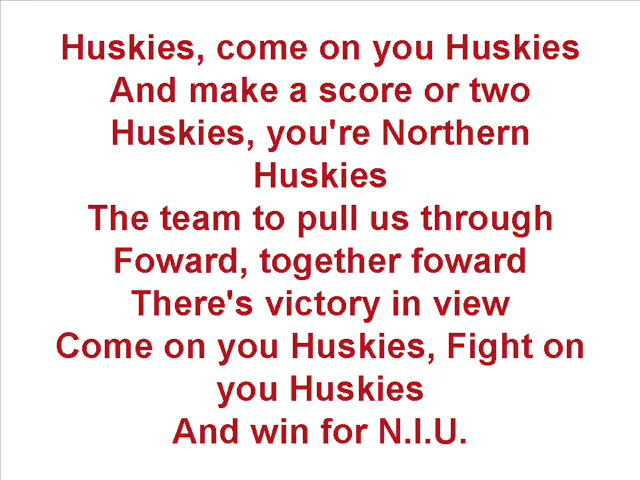 Huskies, come on you Huskies
And make a score or two
Huskies, you're Northern
Huskies
The team to pull us through
Foward, together foward
There's victory in view
Come on you Huskies, Fight on
you Huskies
And win for N.I.U.